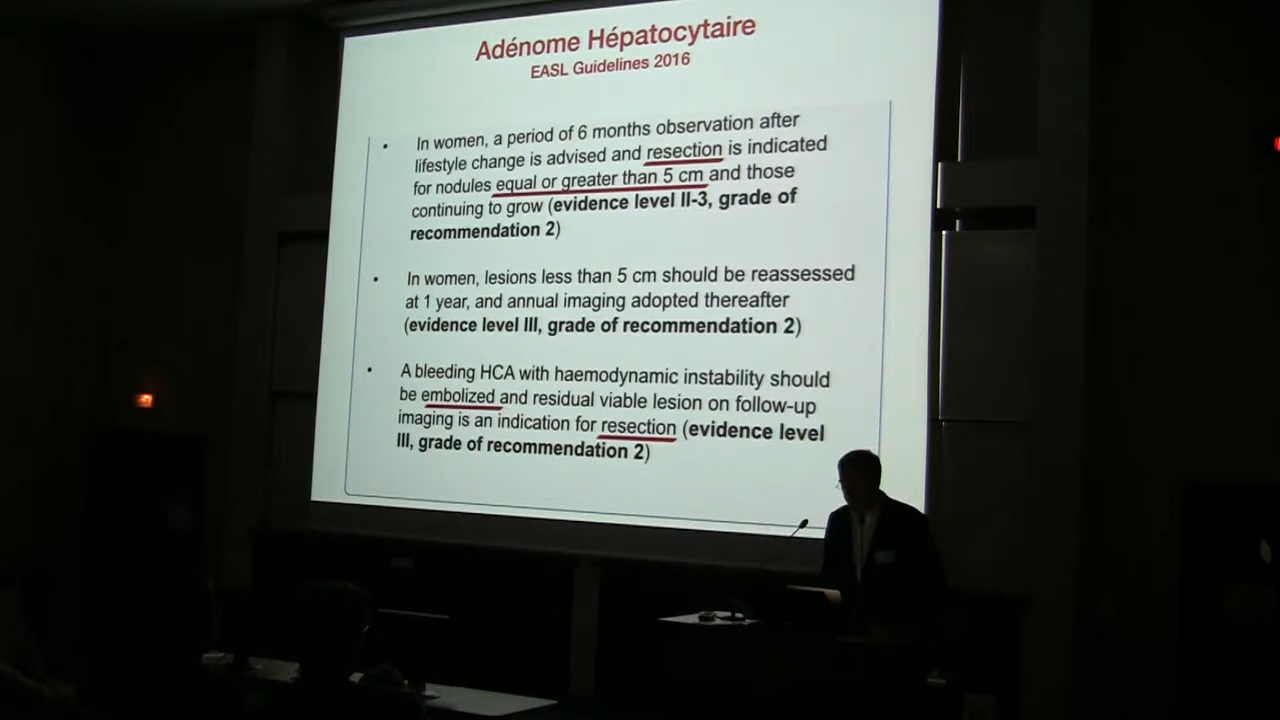 Adénome Hépatocytaire
EASL Guidelines 2016
• In women, a period of 6 months observation after
lifestyle change is advised and resection is indicated
for nodules equal or greater than 5 cm and those
continuing to grow (evidence level II-3, grade of
recommendation 2)
• In women, lesions less than 5 cm should be reassessed
at 1 year, and annual imaging adopted thereafter
(evidence level III, grade of recommendation 2)
• A bleeding HCA with haemodynamic instability should
be embolized and residual viable lesion on follow-up
imaging is an indication for resection (evidence level
III, grade of recommendation 2)